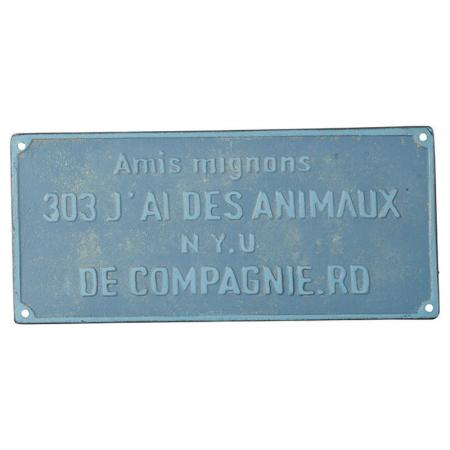 Amis mignons
303 J'AI DES ANIMAUX
N Y.U
DE COMPAGNIE.RD